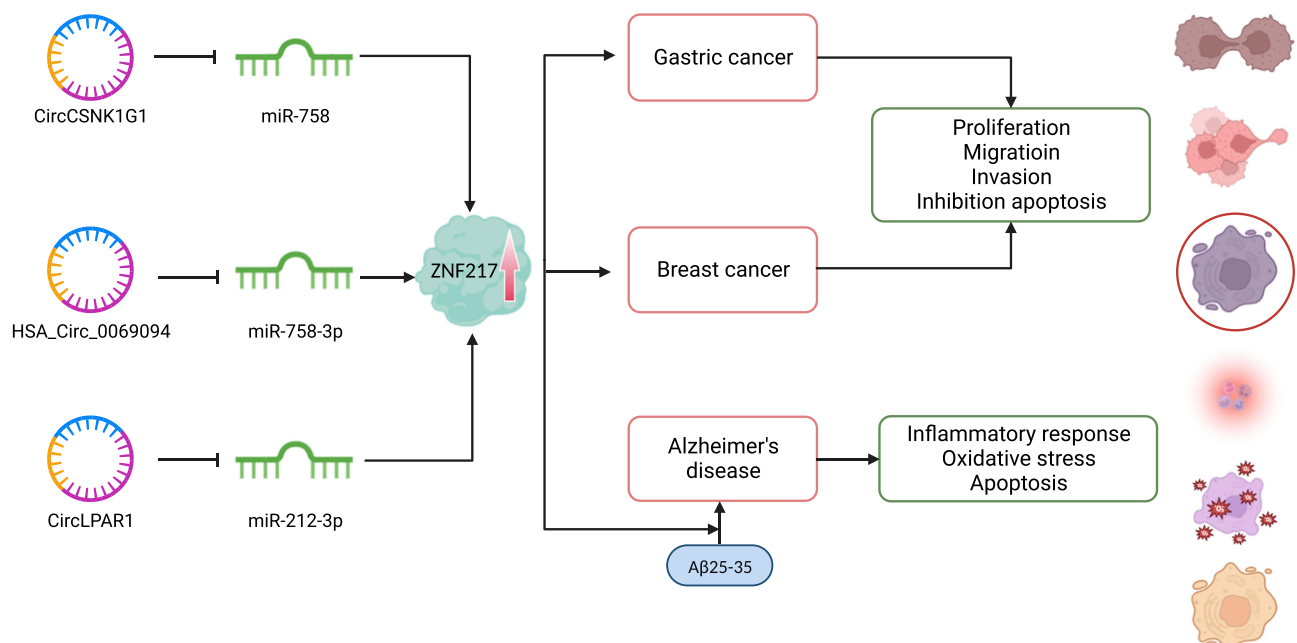 CircCSNK1G1
miR-758
HSA_Circ_0069094
miR-758-3p
CircLPAR1
miR-212-3p
ZNF217
Gastric cancer
Breast cancer
Alzheimer's
disease
Aβ25-35
Proliferation
Migratioin
Invasion
Inhibition apoptosis
Inflammatory response
Oxidative stress
Apoptosis